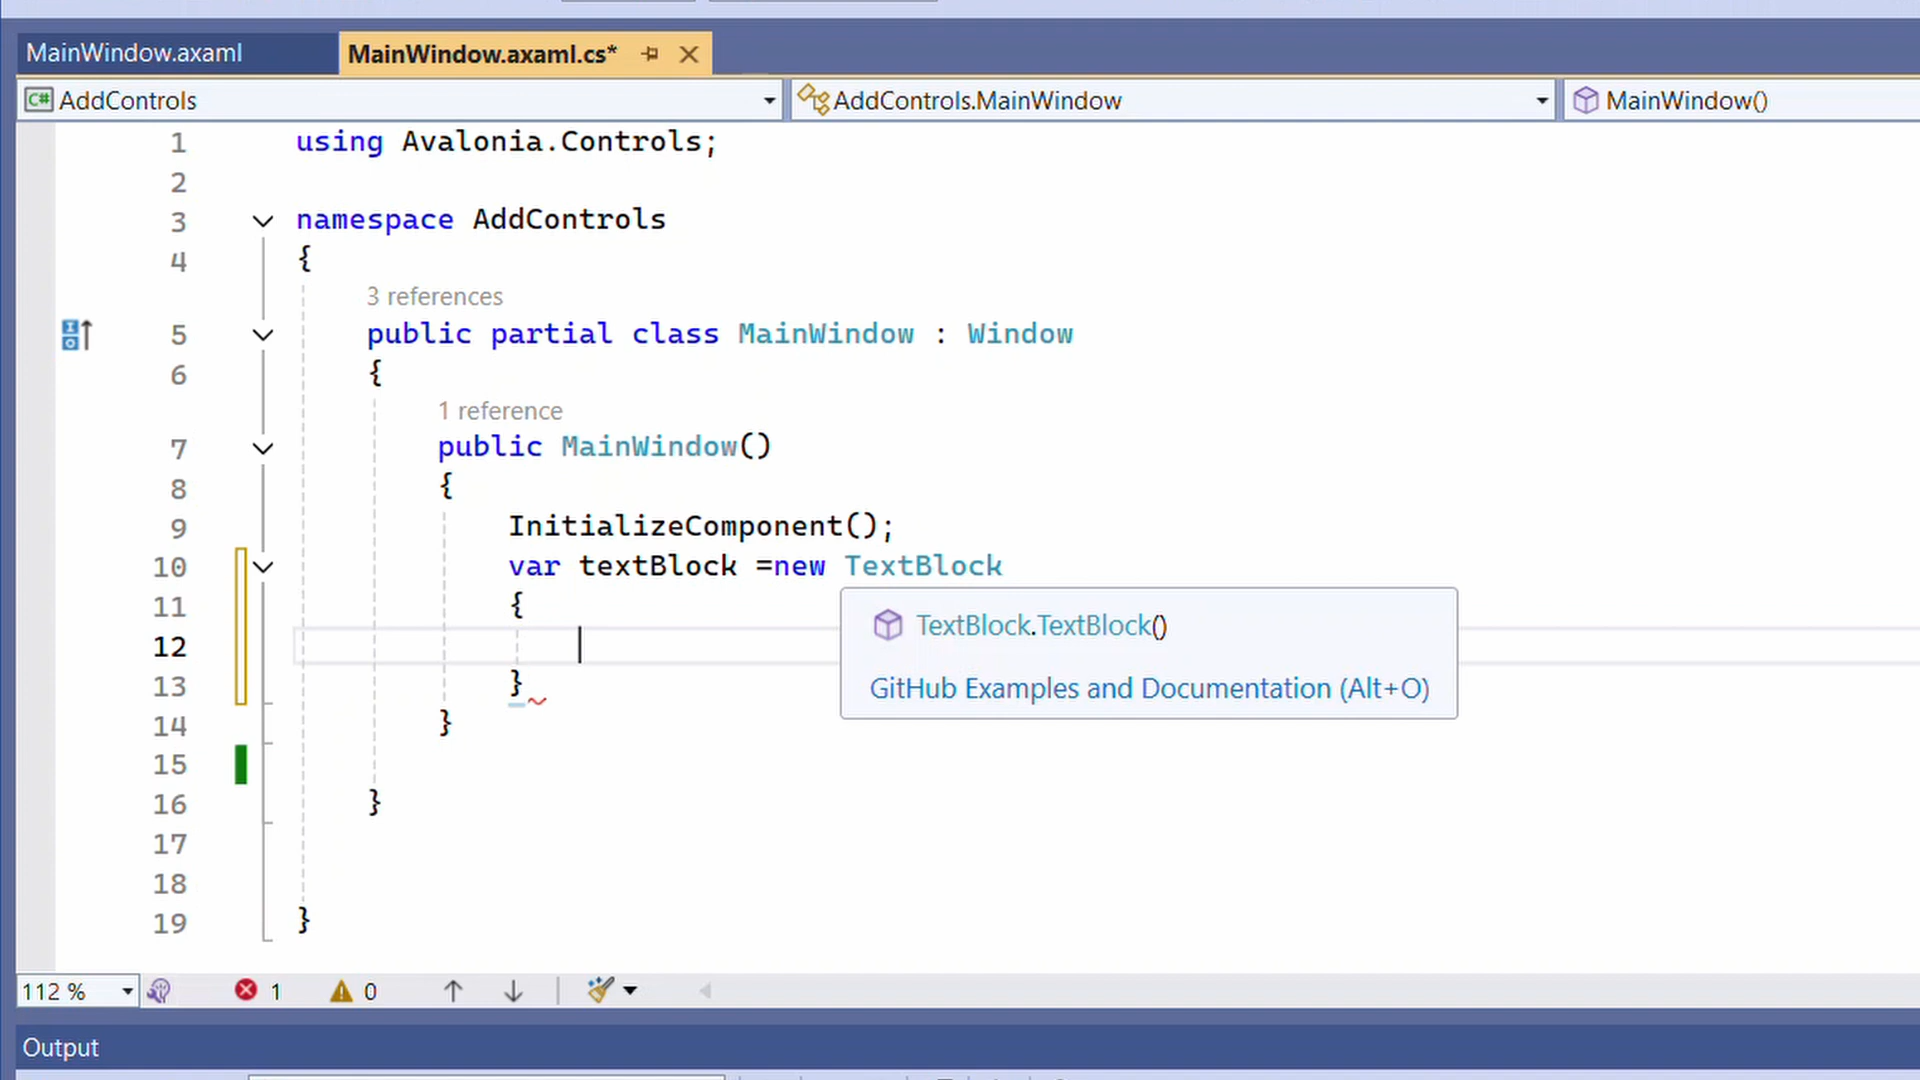 MainWindow.axaml
MainWindow.axaml.cs*
C# AddControls
AddControls.MainWindow
MainWindow()
1 using Avalonia.Controls;
2
3 namespace AddControls
4 {
3 references
5 public partial class MainWindow : Window
6 {
1 reference
7 public MainWindow()
8 {
9 InitializeComponent();
10 var textBlock =new TextBlock
11 {
TextBlock.TextBlock()
12
GitHub Examples and Documentation (Alt+O)
13 }
14 }
15
16 }
17
18
19 }
112 %
1
0
Output